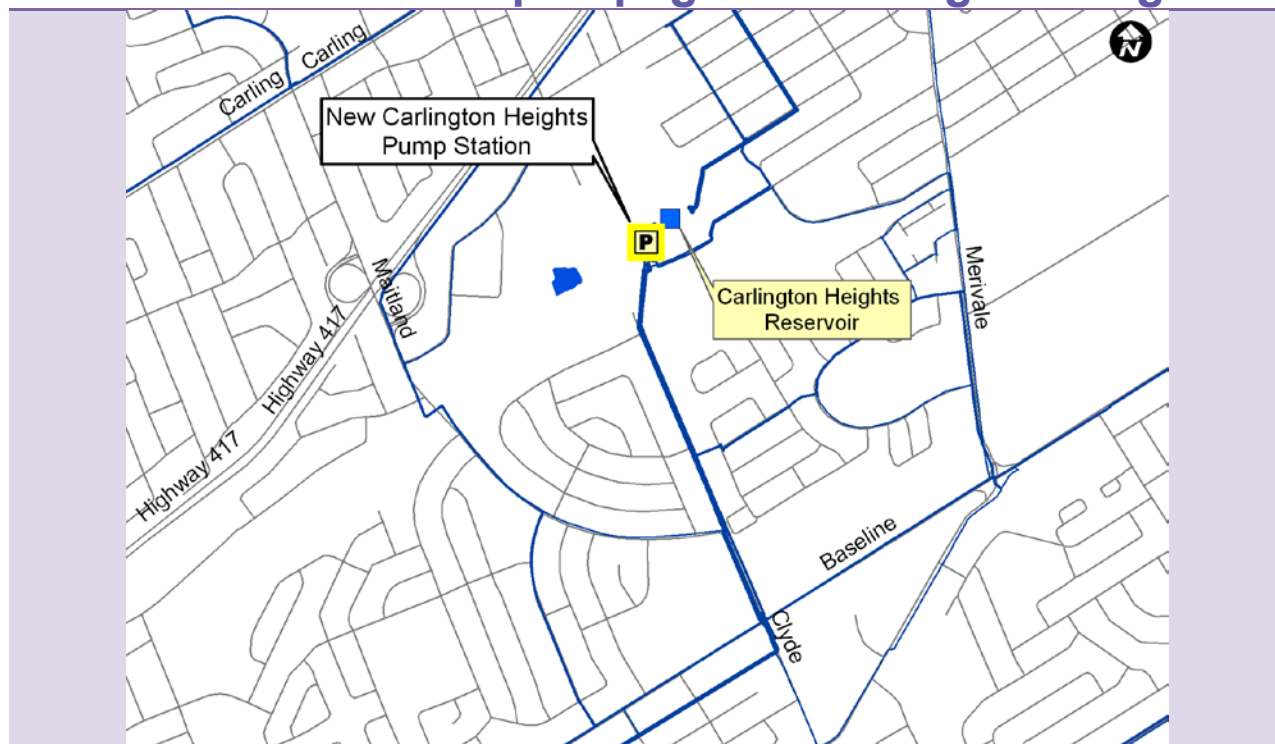 Carling
Carling
N
New Carlington Heights
Pump Station
P
Carlington Heights
Reservoir
Maitland
Merivale
Highway 417
Highway 417
Baseline
Clyde